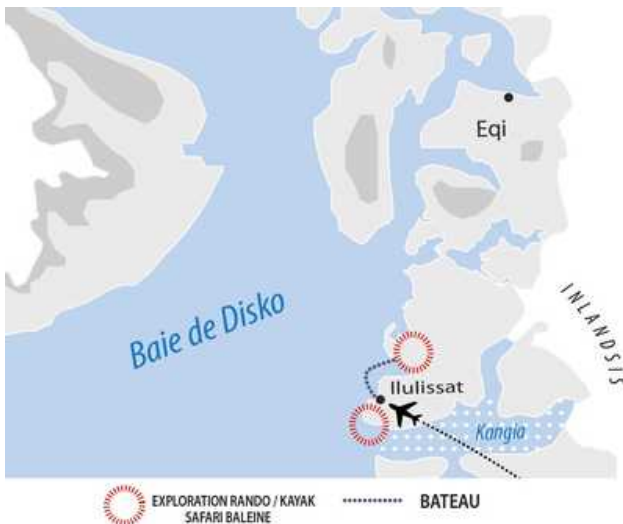 Eqi
INLANDSIS
Baie de Disko
Ilulissat
Kangia
EXPLORATION RANDO / KAYAK
SAFARI BALEINE
BATEAU